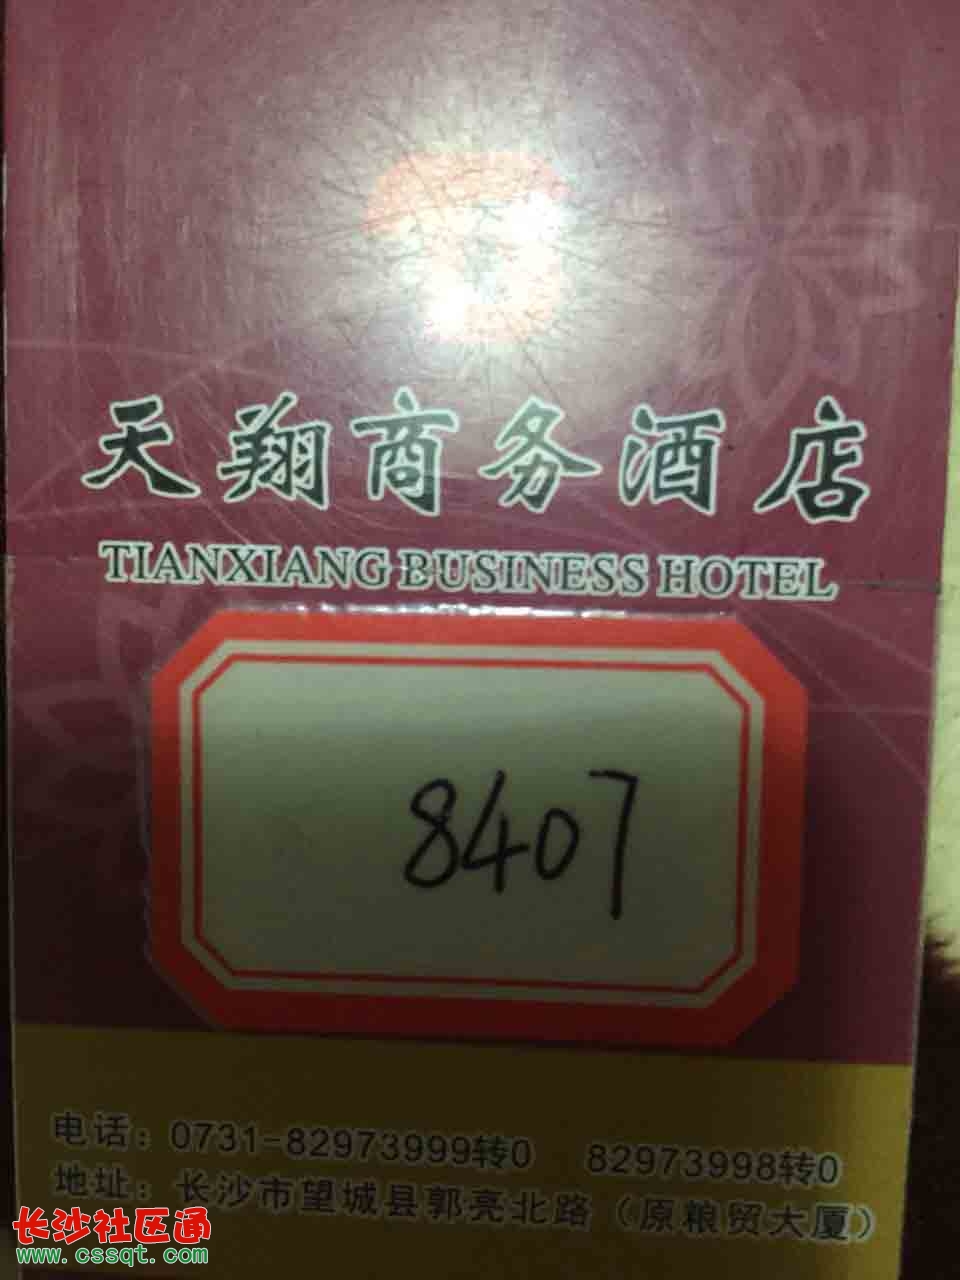 天翔商务酒店
TIANXIANG BUSINESS HOTEL
8407
电话：0731-82973999转0 82973998转0
地址：长沙市望城县郭亮北路（原粮贸大厦）
长沙社区通
www.cssqt.com